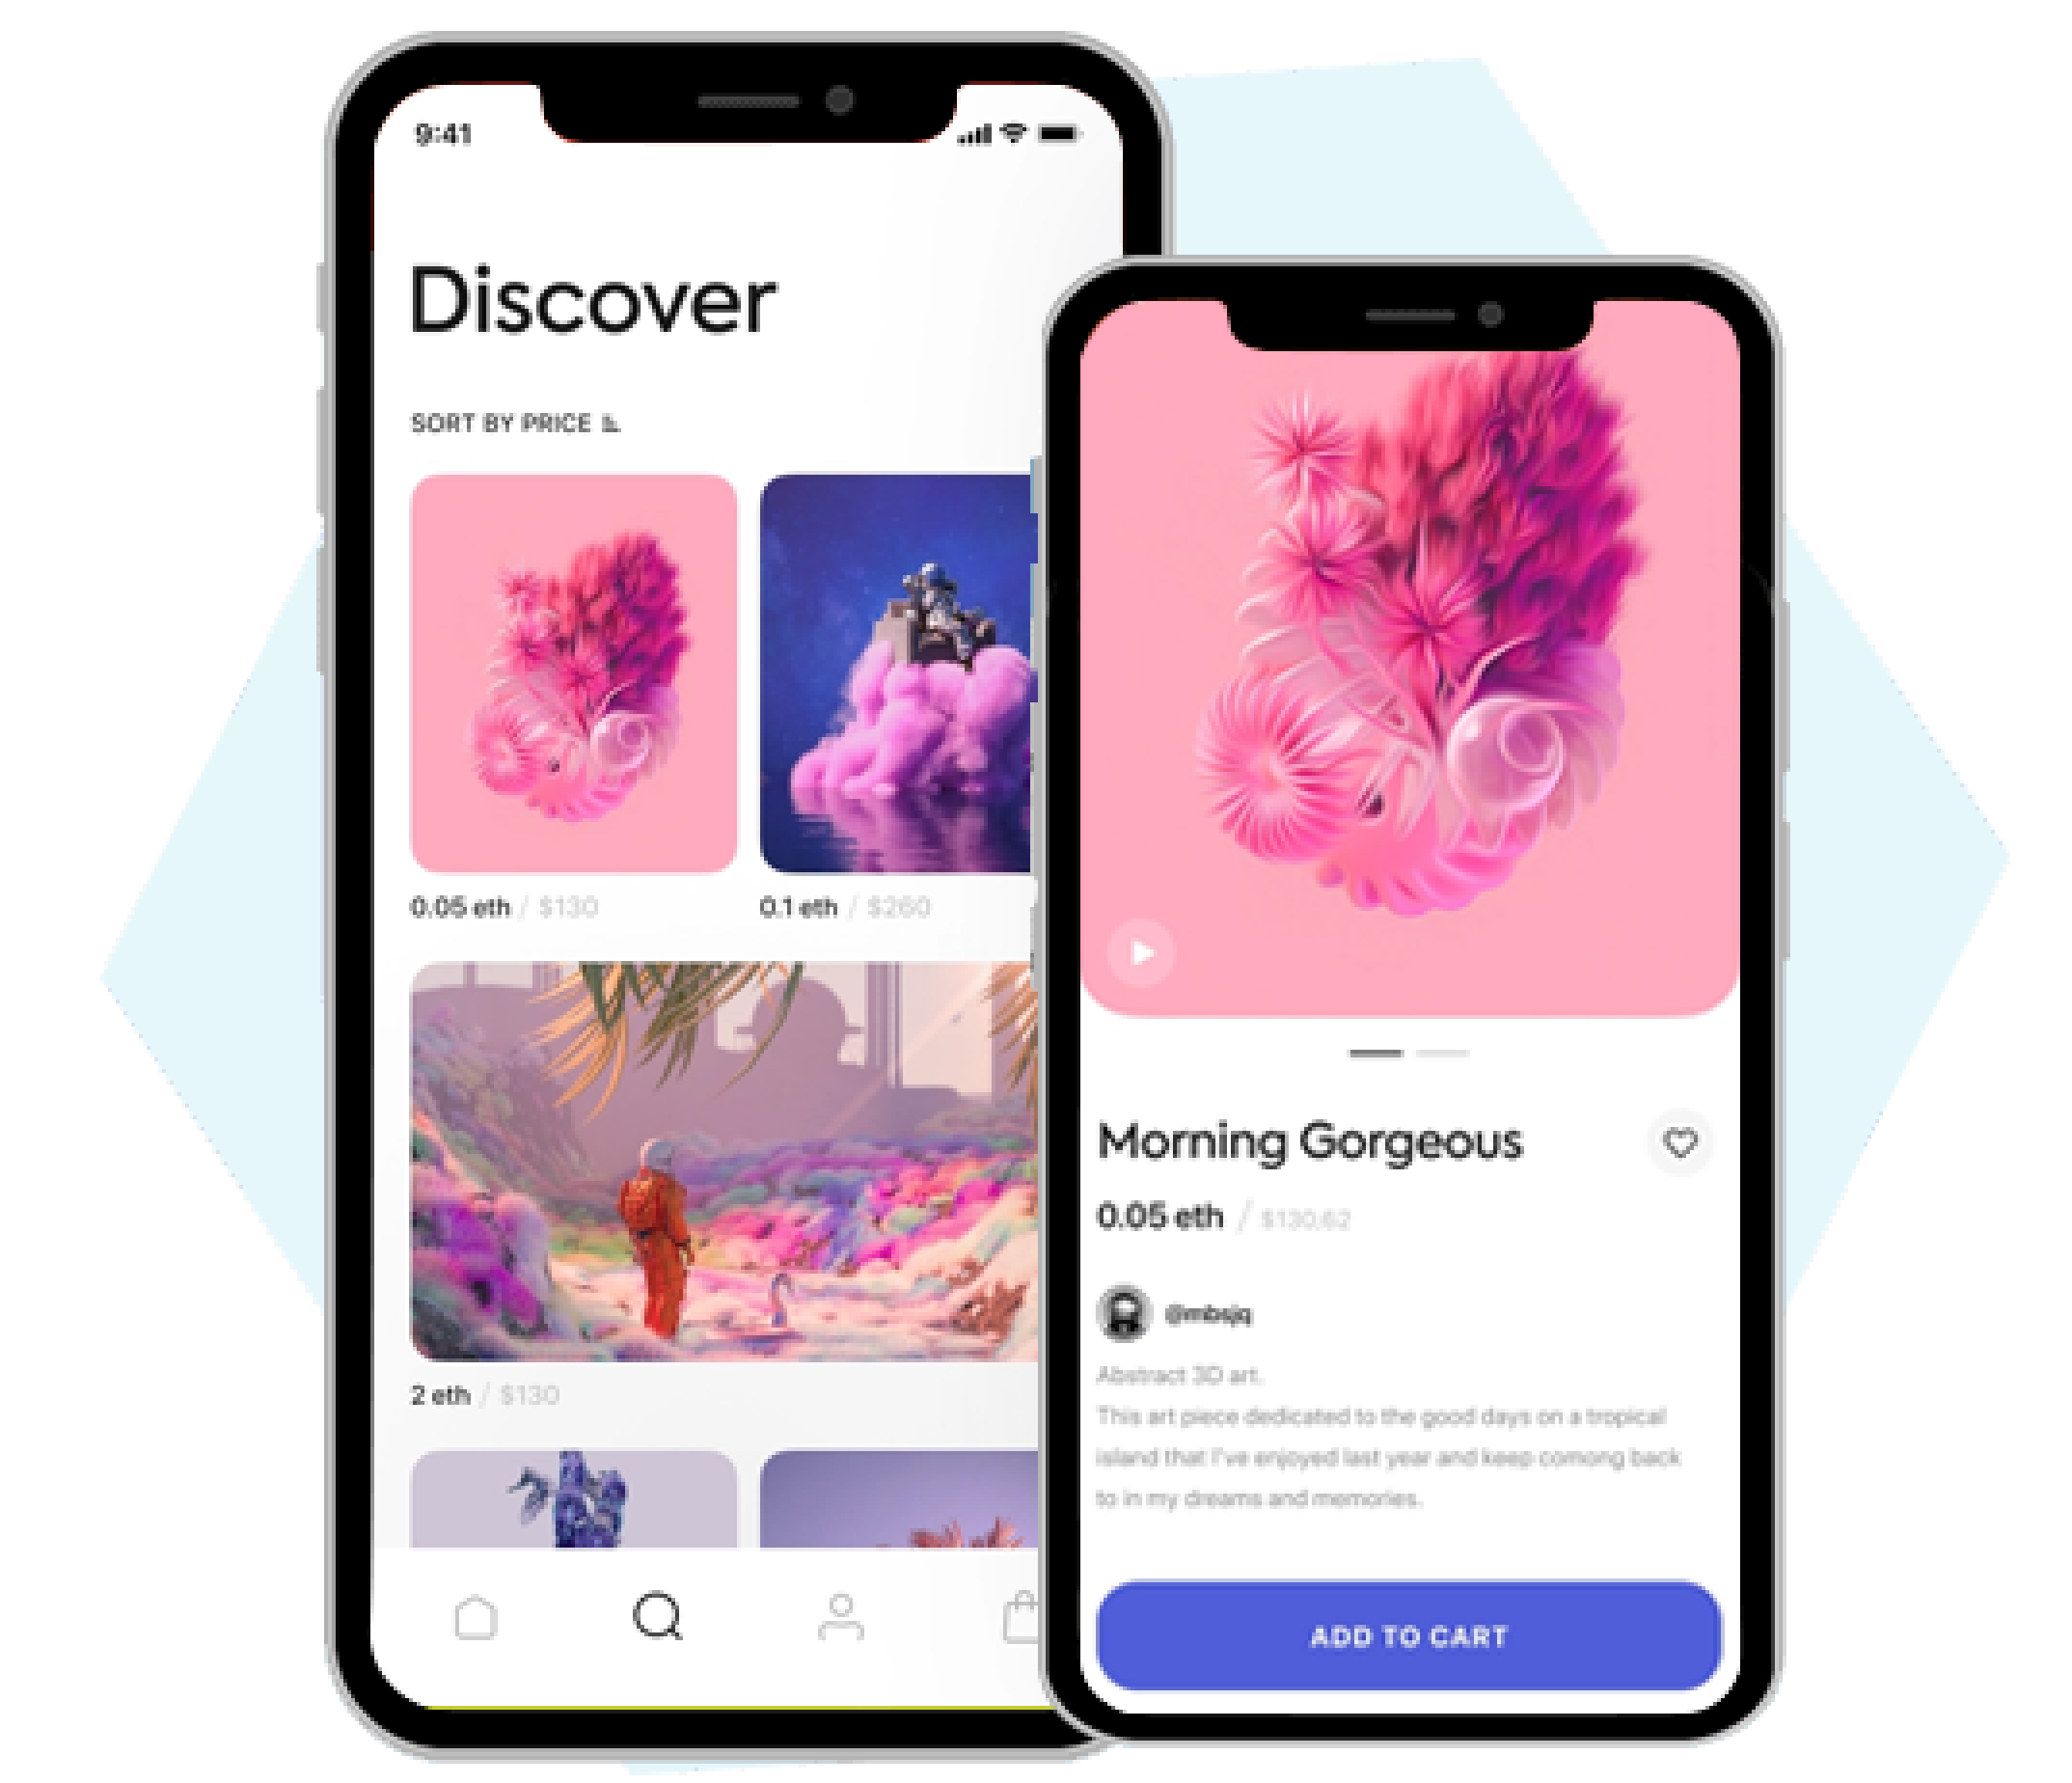 9:41
Discover
SORT BY PRICE
0.05 eth / $130
0.1 eth / $260
2 eth / $130
Morning Gorgeous
0.05 eth / $130,62
@mbsjq
Abstract 3D art.
This art piece dedicated to the good days on a tropical
island that I've enjoyed last year and keep comong back
to in my dreams and memories.
ADD TO CART